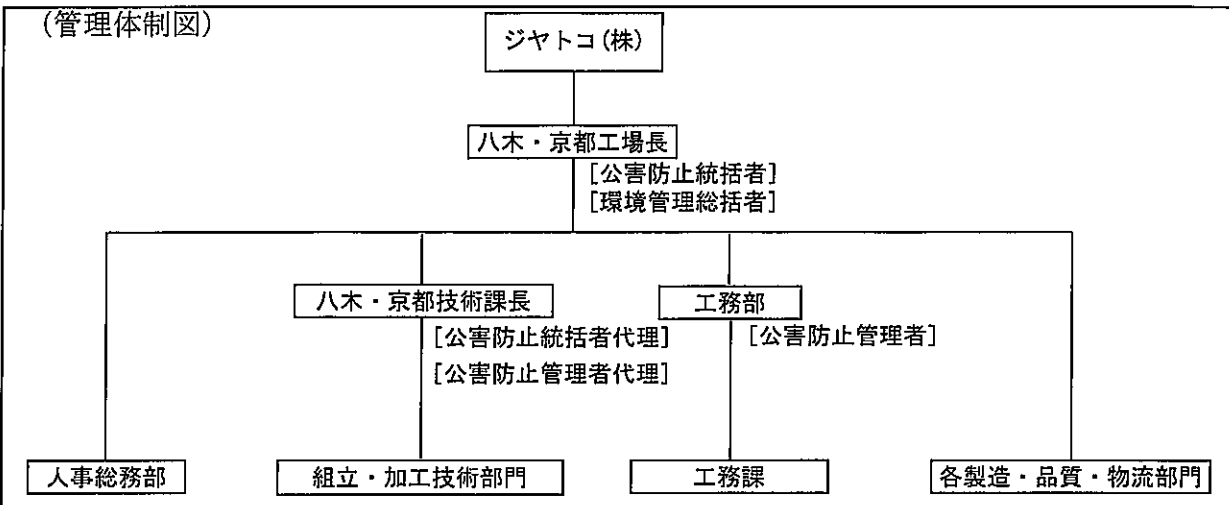 (管理体制図)
ジヤトコ(株)
八木・京都工場長
[公害防止統括者]
[環境管理総括者]
八木・京都技術課長
工務部
[公害防止統括者代理]
[公害防止管理者]
[公害防止管理者代理]
人事総務部
組立・加工技術部門
工務課
各製造・品質・物流部門